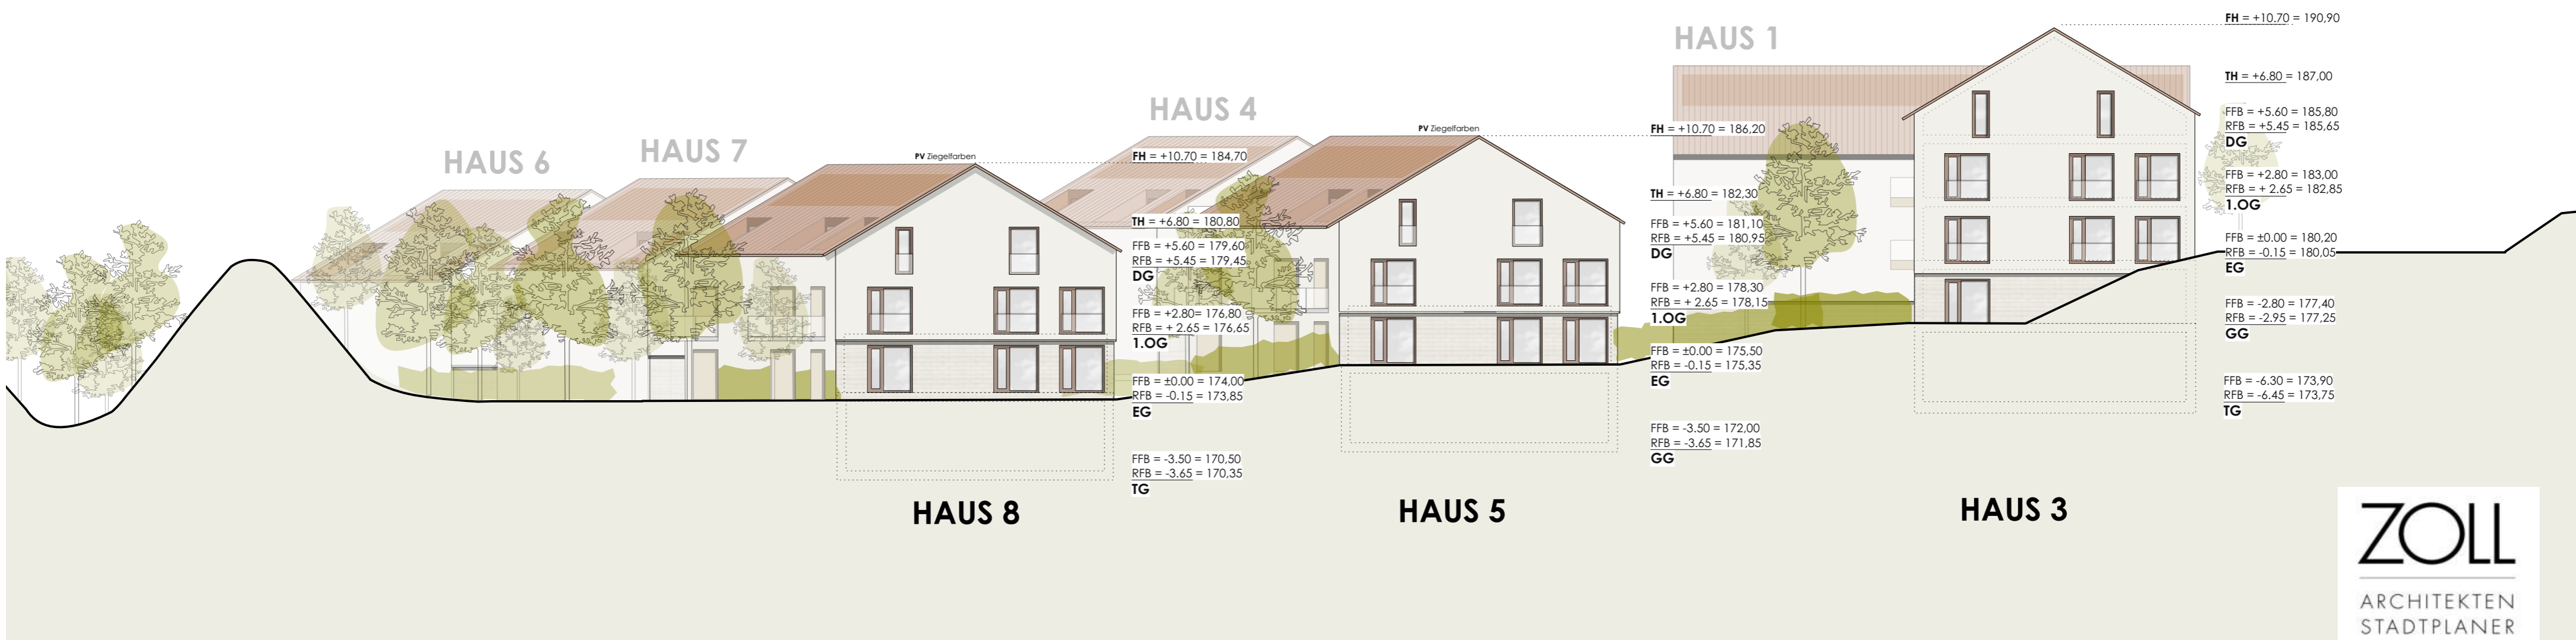 HAUS 6
HAUS 7
PV Ziegelfarben
HAUS 8
HAUS 4
FH = +10.70 = 184,70
TH = +6.80 = 180,80
FFB = +5.60 = 179,60
RFB = +5.45 = 179,45
DG
FFB = +2.80= 176,80
RFB = + 2.65 = 176,65
1.OG
FFB = ±0.00 = 174,00
RFB = -0.15 = 173,85
EG
FFB = -3.50 = 170,50
RFB = -3.65 = 170,35
TG
PV Ziegelfarben
HAUS 5
FH = +10.70 = 186,20
TH = +6.80 = 182,30
FFB = +5.60 = 181,10
RFB = +5.45 = 180,95
DG
FFB = +2.80 = 178,30
RFB = + 2.65 = 178,15
1.OG
FFB = ±0.00 = 175,50
RFB = -0.15 = 175,35
EG
FFB = -3.50 = 172,00
RFB = -3.65 = 171,85
GG
HAUS 1
HAUS 3
FH = +10.70 = 190,90
TH = +6.80 = 187,00
FFB = +5.60 = 185,80
RFB = +5.45 = 185,65
DG
FFB = +2.80 = 183,00
RFB = + 2.65 = 182,85
1.OG
FFB = ±0.00 = 180,20
RFB = -0.15 = 180,05
EG
FFB = -2.80 = 177,40
RFB = -2.95 = 177,25
GG
FFB = -6.30 = 173,90
RFB = -6.45 = 173,75
TG
ZOLL
ARCHITEKTEN
STADTPLANER